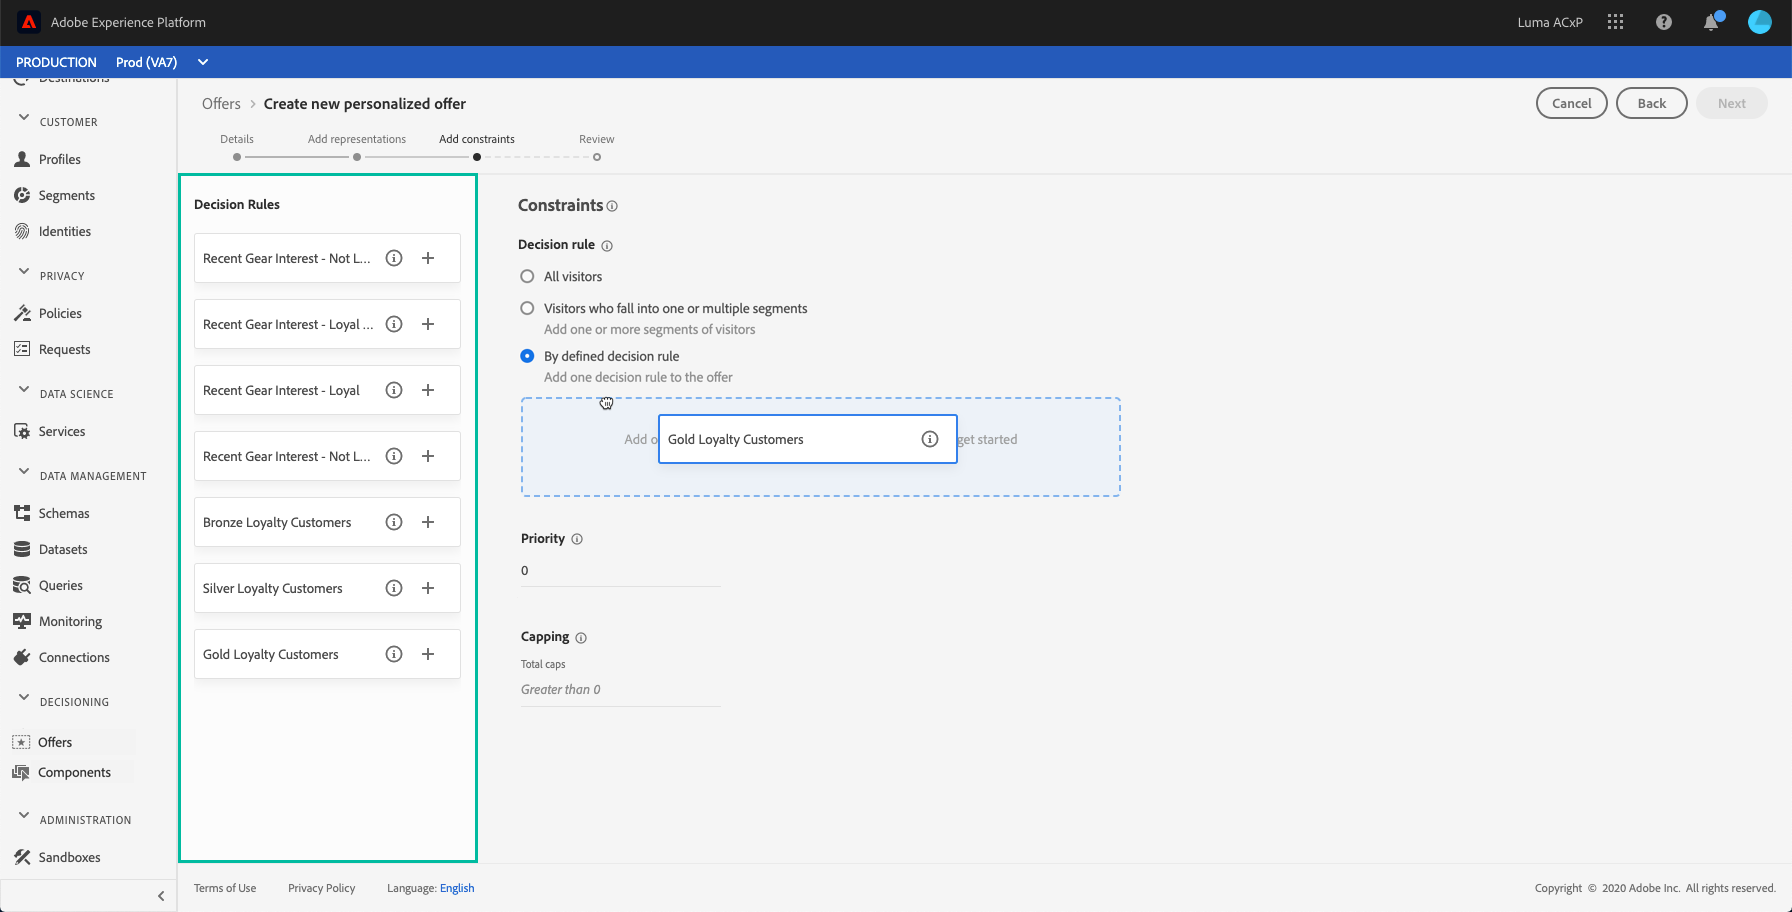 Adobe Experience Platform
Luma ACxP
PRODUCTION Prod (VA7)
Destinations
CUSTOMER
Profiles
Segments
Identities
PRIVACY
Policies
Requests
DATA SCIENCE
Services
DATA MANAGEMENT
Schemas
Datasets
Queries
Monitoring
Connections
DECISIONING
Offers
Components
ADMINISTRATION
Sandboxes
Offers > Create new personalized offer
Cancel Back Next
Details Add representations Add constraints Review
Decision Rules
Recent Gear Interest - Not L...
Recent Gear Interest - Loyal ...
Recent Gear Interest - Loyal
Recent Gear Interest - Not L...
Bronze Loyalty Customers
Silver Loyalty Customers
Gold Loyalty Customers
Constraints
Decision rule
All visitors
Visitors who fall into one or multiple segments
Add one or more segments of visitors
By defined decision rule
Add one decision rule to the offer
Add o Gold Loyalty Customers get started
Priority
0
Capping
Total caps
Greater than 0
Terms of Use Privacy Policy Language: English
Copyright © 2020 Adobe Inc. All rights reserved.